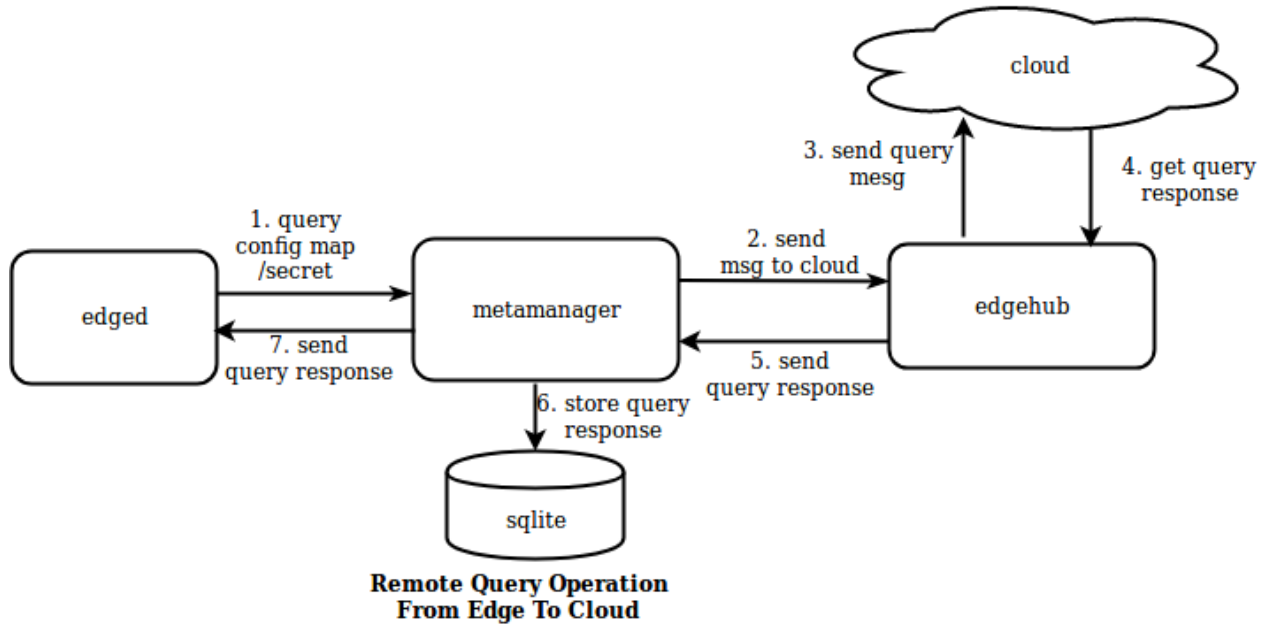 cloud
3. send query
mesg
4. get query
response
1. query
config map
/secret
2. send
msg to cloud
edged
metamanager
edgehub
7. send
query response
5. send
query response
6. store query
response
sqlite
Remote Query Operation
From Edge To Cloud